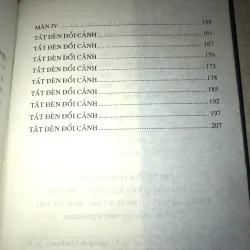 MÀN IV 155
TẮT ĐÈN ĐỔI CẢNH 161
TẮT ĐÈN ĐỔI CẢNH 167
TẮT ĐÈN ĐỔI CẢNH 170
TẮT ĐÈN ĐỔI CẢNH 173
TẮT ĐÈN ĐỔI CẢNH 178
TẮT ĐÈN ĐỔI CẢNH 185
TẮT ĐÈN ĐỔI CẢNH 192
TẮT ĐÈN ĐỔI CẢNH 197
TẮT ĐÈN ĐỔI CẢNH 207